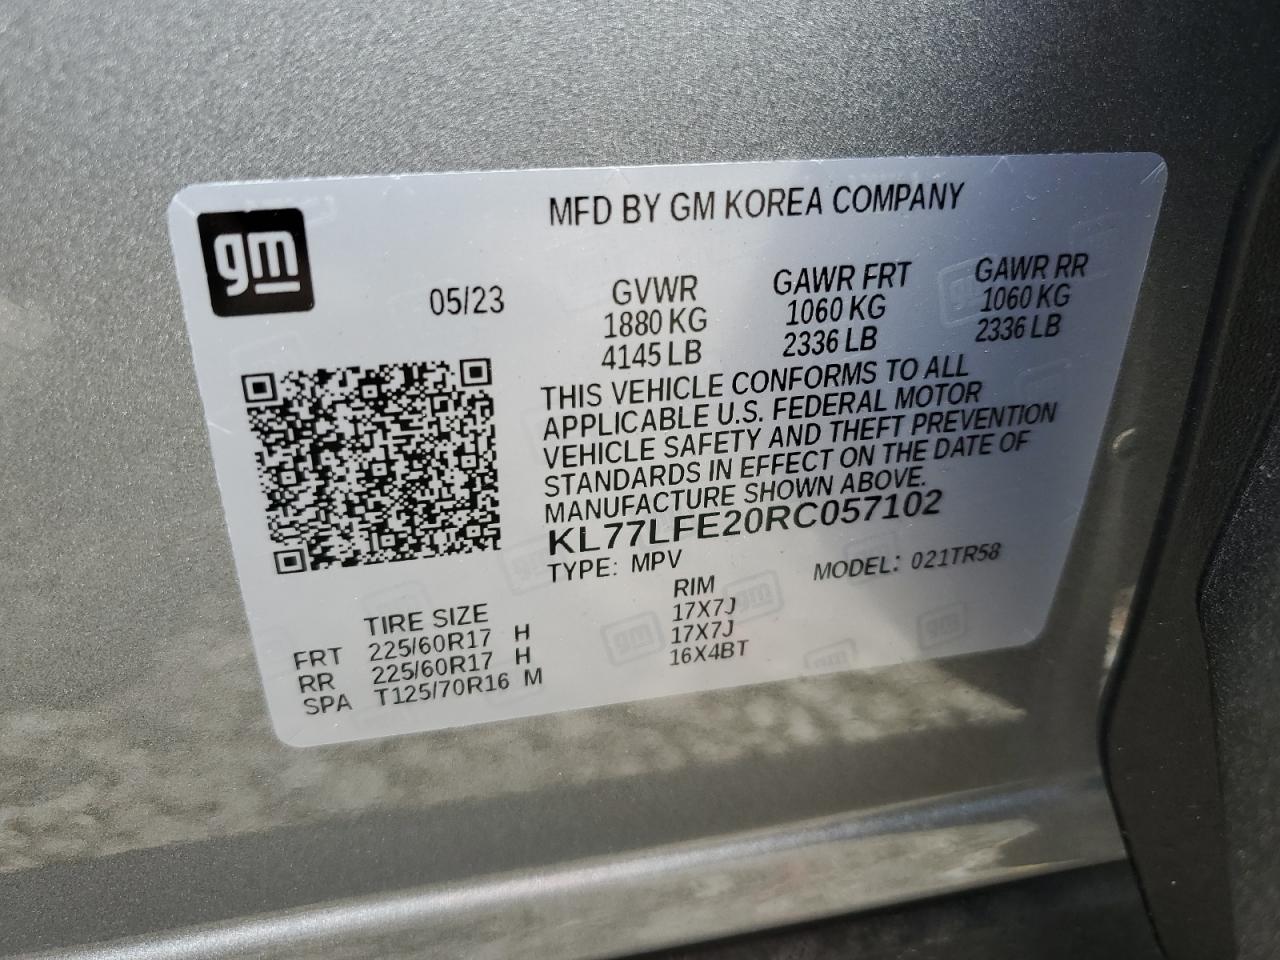 gm
MFD BY GM KOREA COMPANY
05/23
GVWR
1880 KG
4145 LB
GAWR FRT
1060 KG
2336 LB
GAWR RR
1060 KG
2336 LB
THIS VEHICLE CONFORMS TO ALL
APPLICABLE U.S. FEDERAL MOTOR
VEHICLE SAFETY AND THEFT PREVENTION
STANDARDS IN EFFECT ON THE DATE OF
MANUFACTURE SHOWN ABOVE.
KL77LFE20RC057102
TYPE: MPV MODEL: 021TR58
TIRE SIZE RIM
FRT 225/60R17 H 17X7J
RR 225/60R17 H 17X7J
SPA T125/70R16 M 16X4BT